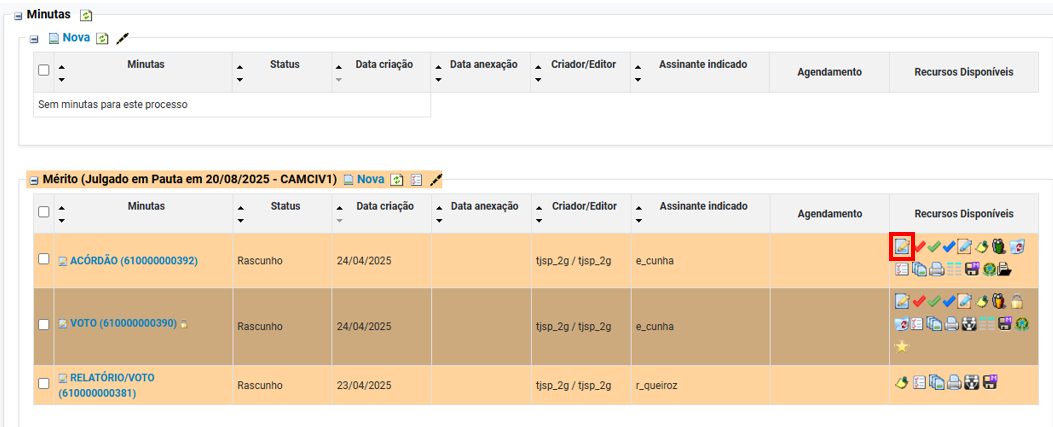 Minutas
Nova
Minutas Status Data criação Data anexação Criador/Editor Assinante indicado Agendamento Recursos Disponíveis
Sem minutas para este processo
Mérito (Julgado em Pauta em 20/08/2025 - CAMCIV1) Nova
Minutas Status Data criação Data anexação Criador/Editor Assinante indicado Agendamento Recursos Disponíveis
ACÓRDÃO (610000000392) Rascunho 24/04/2025 tjsp_2g / tjsp_2g e_cunha
VOTO (610000000390) Rascunho 24/04/2025 tjsp_2g / tjsp_2g e_cunha
RELATÓRIO/VOTO
(610000000381) Rascunho 23/04/2025 tjsp_2g / tjsp_2g r_queiroz